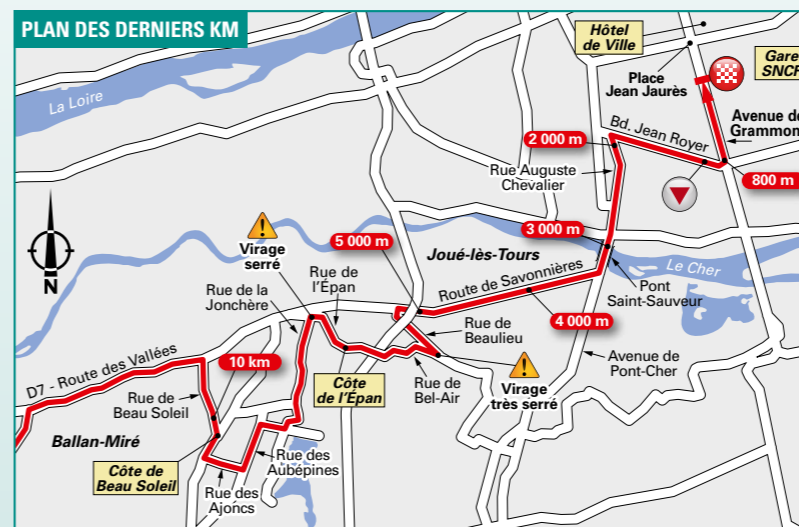 PLAN DES DERNIERS KM
Hôtel
de Ville
Gare
SNCF
Place
Jean Jaurès
La Loire
Avenue de
Grammon
Bd. Jean Royer
2 000 m
Rue Auguste
Chevalier
800 m
3 000 m
Virage
serré
5 000 m
Joué-lès-Tours
Le Cher
N
Rue de
l'Épan
Rue de la
Jonchère
Route de Savonnières
Pont
Saint-Sauveur
4 000 m
Rue de
Beaulieu
D7 - Route des Vallées
10 km
Avenue de
Pont-Cher
Rue de
Beau Soleil
Côte
de l'Épan
Rue de
Bel-Air
Virage
très serré
Ballan-Miré
Côte de
Beau Soleil
Rue des
Aubépines
Rue des
Ajoncs